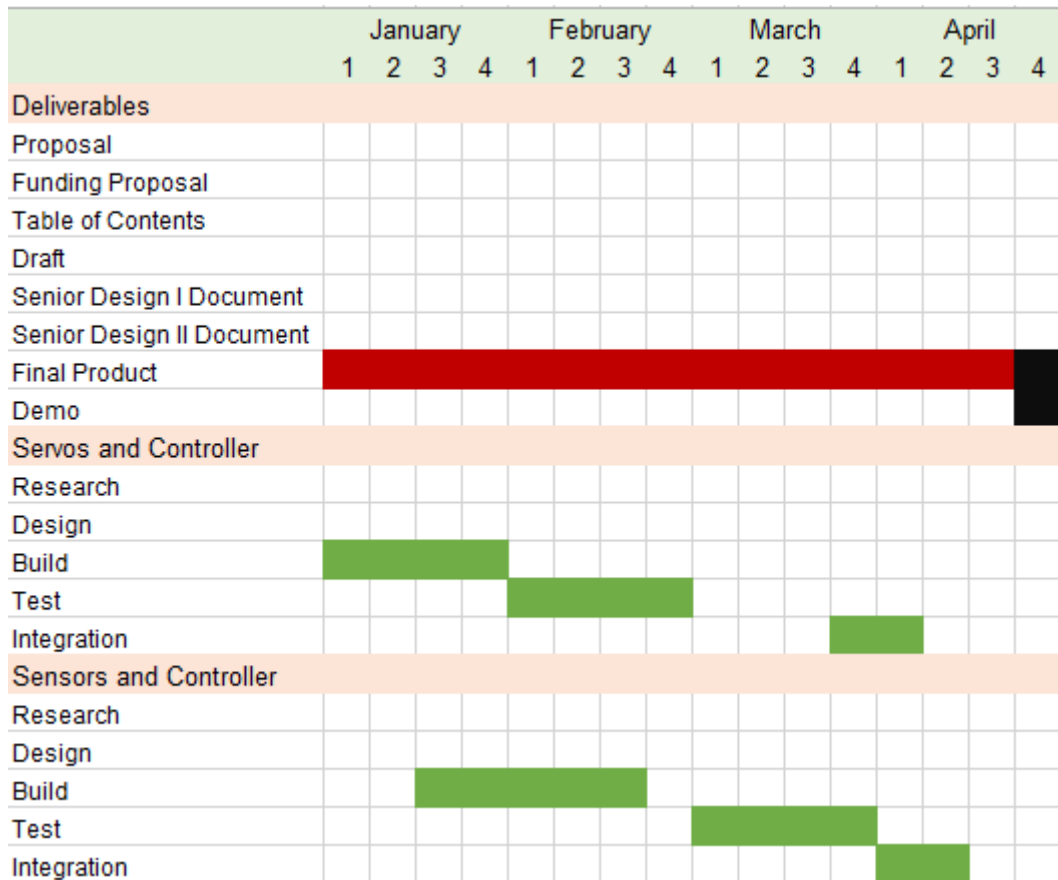 January February March April
1 2 3 4 1 2 3 4 1 2 3 4 1 2 3 4
Deliverables
Proposal
Funding Proposal
Table of Contents
Draft
Senior Design I Document
Senior Design II Document
Final Product
Demo
Servos and Controller
Research
Design
Build
Test
Integration
Sensors and Controller
Research
Design
Build
Test
Integration